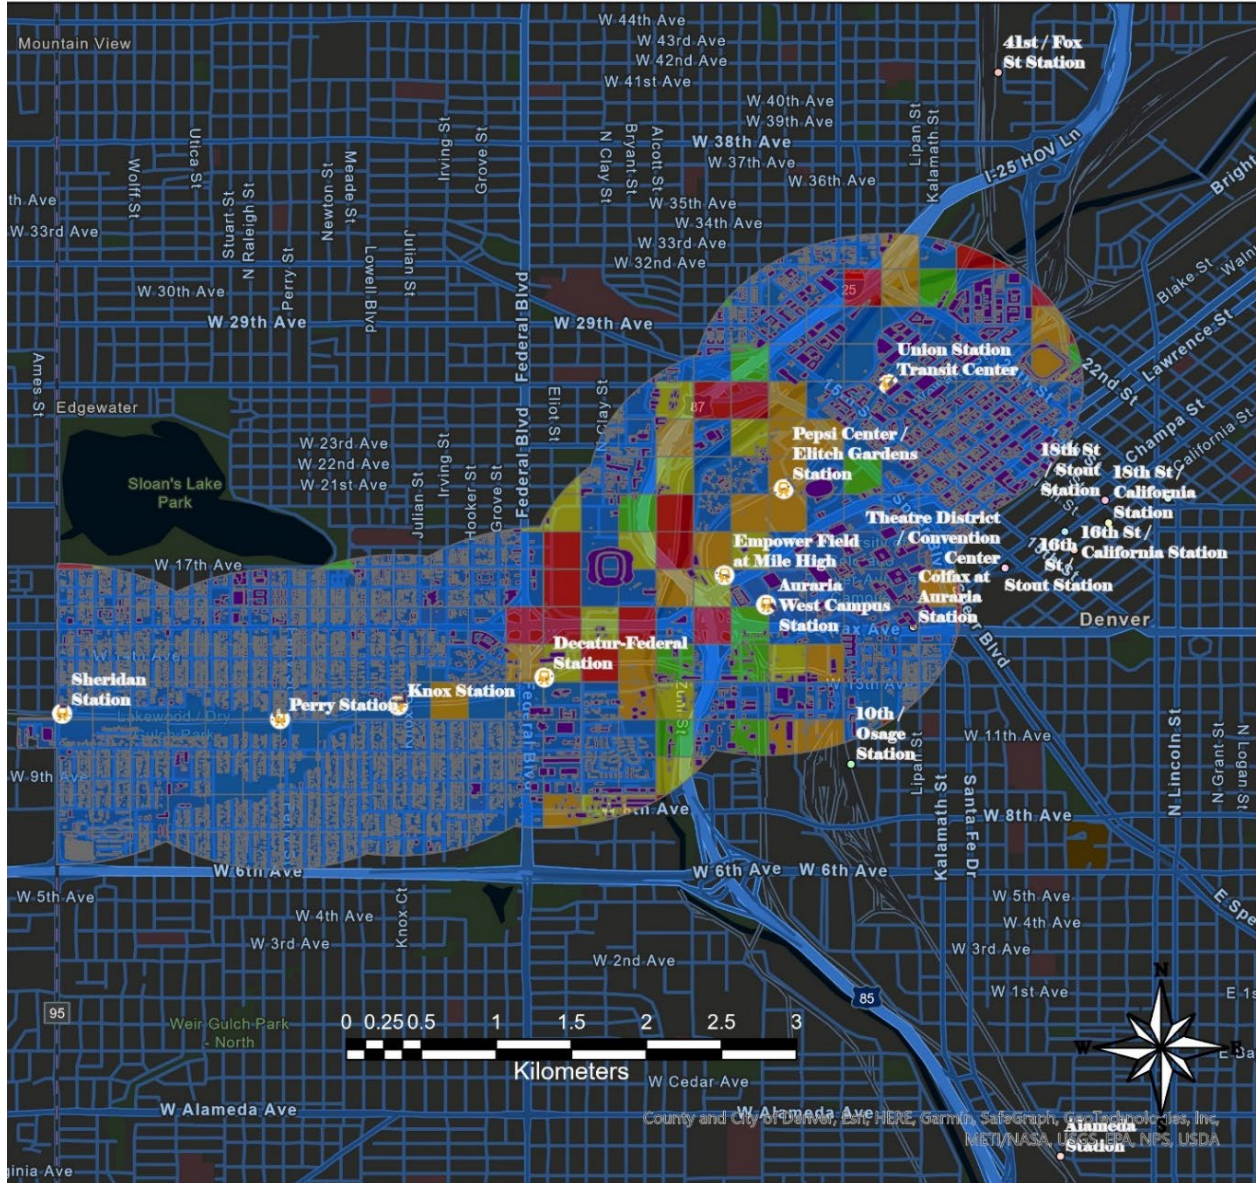 W 44th Ave
Mountain View
W 43rd Ave
41st / Fox
St Station
W 42nd Ave
W 41st Ave
W 40th Ave
W 39th Ave
W 38th Ave
I-25 HOV Ln
Utica St
Wolff St
Meade St
Irving St
Grove St
N Clay St
Bryant St
Alcott St
Lipan St
Kalamath St
W 37th Ave
W 36th Ave
th Ave
Stuart St
N Raleigh St
Newton St
W 35th Ave
W 34th Ave
W 33rd Ave
W 33rd Ave
Perry St
Lowell Blvd
Julian St
W 32nd Ave
W 30th Ave
25
Blake St
W 29th Ave
W 29th Ave
Federal Blvd
Lawrence St
22nd St
Union Station
Transit Center
Ames St
Edgewater
Eliot St
87
Champa St
California St
W 23rd Ave
W 22nd Ave
W 21st Ave
Irving St
Julian St
Hooker St
Grove St
Federal Blvd
Pepsi Center /
Elitch Gardens
Station
18th St
/ Stout
Station
18th St /
California
Station
Sloan's Lake
Park
Theatre District
/ Convention
Center
16th St /
California Station
16th
St /
Stout Station
Empower Field
at Mile High
W 17th Ave
Auraria
West Campus
Station
Colfax at
Auraria
Station
Denver
Decatur-Federal
Station
Sheridan
Station
Perry Station
Knox Station
Zuni St
W 13th Ave
10th /
Osage
Station
W 11th Ave
Lipan St
N Lincoln St
N Grant St
N Logan St
W 9th Ave
Federal Blvd
Kalamath St
Santa Fe Dr
W 8th Ave
W 6th Ave
W 6th Ave
W 6th Ave
W 5th Ave
W 5th Ave
W 4th Ave
W 4th Ave
Knox Ct
W 3rd Ave
W 3rd Ave
W 2nd Ave
W 1st Ave
85
95
Weir Gulch Park
- North
0 0.25 0.5 1 1.5 2 2.5 3
Kilometers
N
W E
S
W Cedar Ave
W Alameda Ave
W Alameda Ave
County and City of Denver, Esri, HERE, Garmin, SafeGraph, GeoTechnologies, Inc,
METI/NASA, USGS, EPA, NPS, USDA
Alameda
Station
ginia Ave